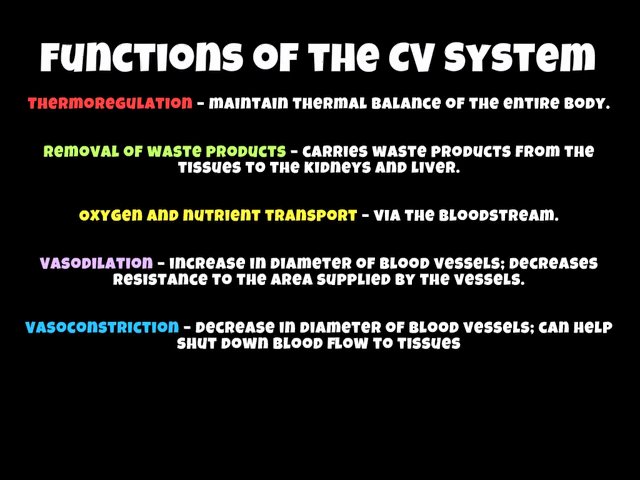 Functions of the CV System
Thermoregulation – maintain thermal balance of the entire body.
Removal of waste products – carries waste products from the
tissues to the kidneys and liver.
Oxygen and nutrient transport – via the bloodstream.
Vasodilation – increase in diameter of blood vessels; decreases
resistance to the area supplied by the vessels.
Vasoconstriction – decrease in diameter of blood vessels; can help
shut down blood flow to tissues